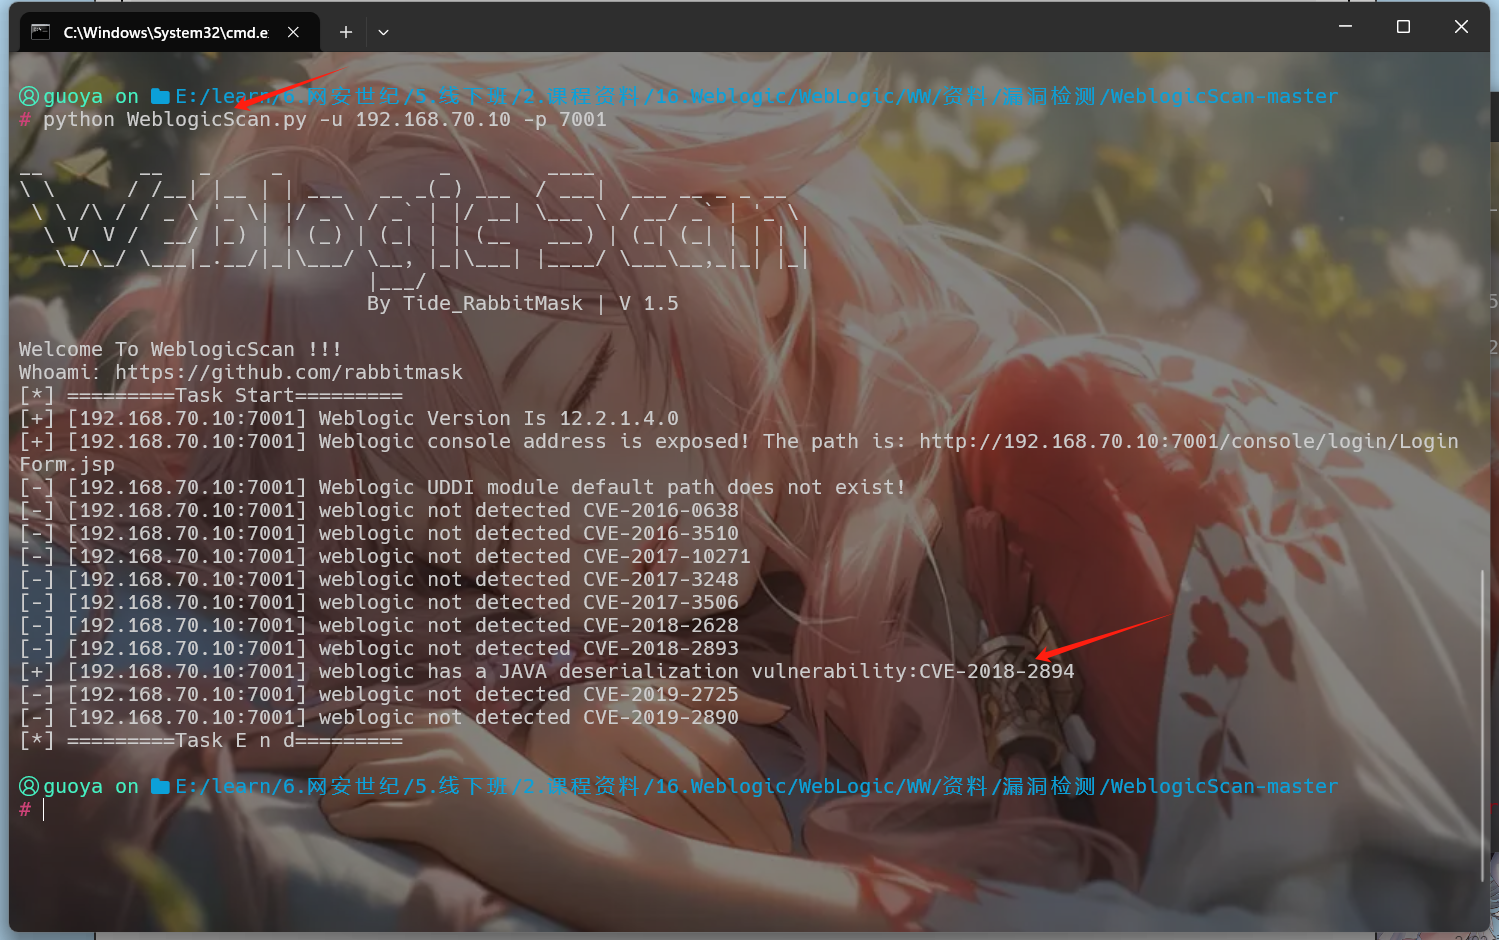 C:\Windows\System32\cmd.e
guoya on E:/learn/6.网安世纪/5.线下班/2.课程资料/16.Weblogic/WebLogic/WW/资料/漏洞检测/WeblogicScan-master
# python WeblogicScan.py -u 192.168.70.10 -p 7001
By Tide_RabbitMask | V 1.5
Welcome To WeblogicScan !!!
Whoami: https://github.com/rabbitmask
[*] =========Task Start=========
[+] [192.168.70.10:7001] Weblogic Version Is 12.2.1.4.0
[+] [192.168.70.10:7001] Weblogic console address is exposed! The path is: http://192.168.70.10:7001/console/login/Login
Form.jsp
[-] [192.168.70.10:7001] Weblogic UDDI module default path does not exist!
[-] [192.168.70.10:7001] weblogic not detected CVE-2016-0638
[-] [192.168.70.10:7001] weblogic not detected CVE-2016-3510
[-] [192.168.70.10:7001] weblogic not detected CVE-2017-10271
[-] [192.168.70.10:7001] weblogic not detected CVE-2017-3248
[-] [192.168.70.10:7001] weblogic not detected CVE-2017-3506
[-] [192.168.70.10:7001] weblogic not detected CVE-2018-2628
[-] [192.168.70.10:7001] weblogic not detected CVE-2018-2893
[+] [192.168.70.10:7001] weblogic has a JAVA deserialization vulnerability:CVE-2018-2894
[-] [192.168.70.10:7001] weblogic not detected CVE-2019-2725
[-] [192.168.70.10:7001] weblogic not detected CVE-2019-2890
[*] =========Task E n d=========
guoya on E:/learn/6.网安世纪/5.线下班/2.课程资料/16.Weblogic/WebLogic/WW/资料/漏洞检测/WeblogicScan-master
#